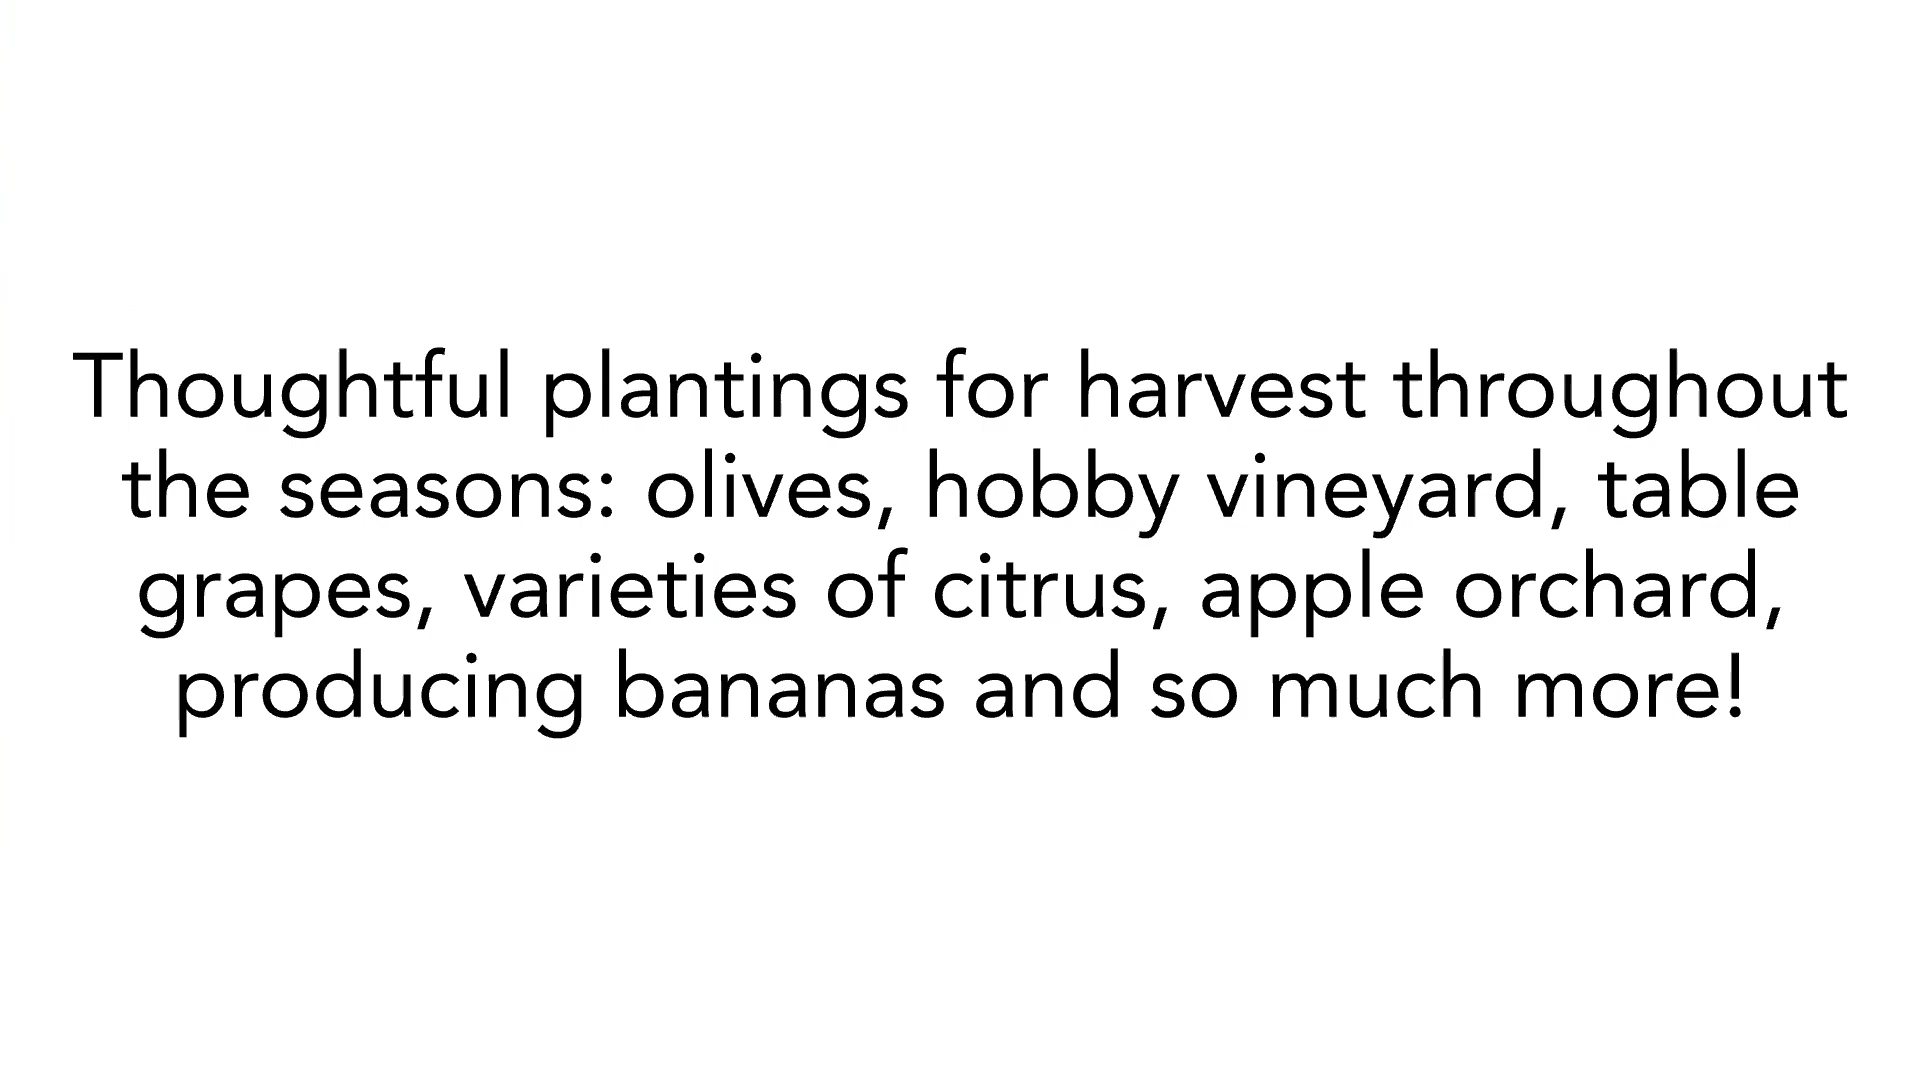 Thoughtful plantings for harvest throughout
the seasons: olives, hobby vineyard, table
grapes, varieties of citrus, apple orchard,
producing bananas and so much more!